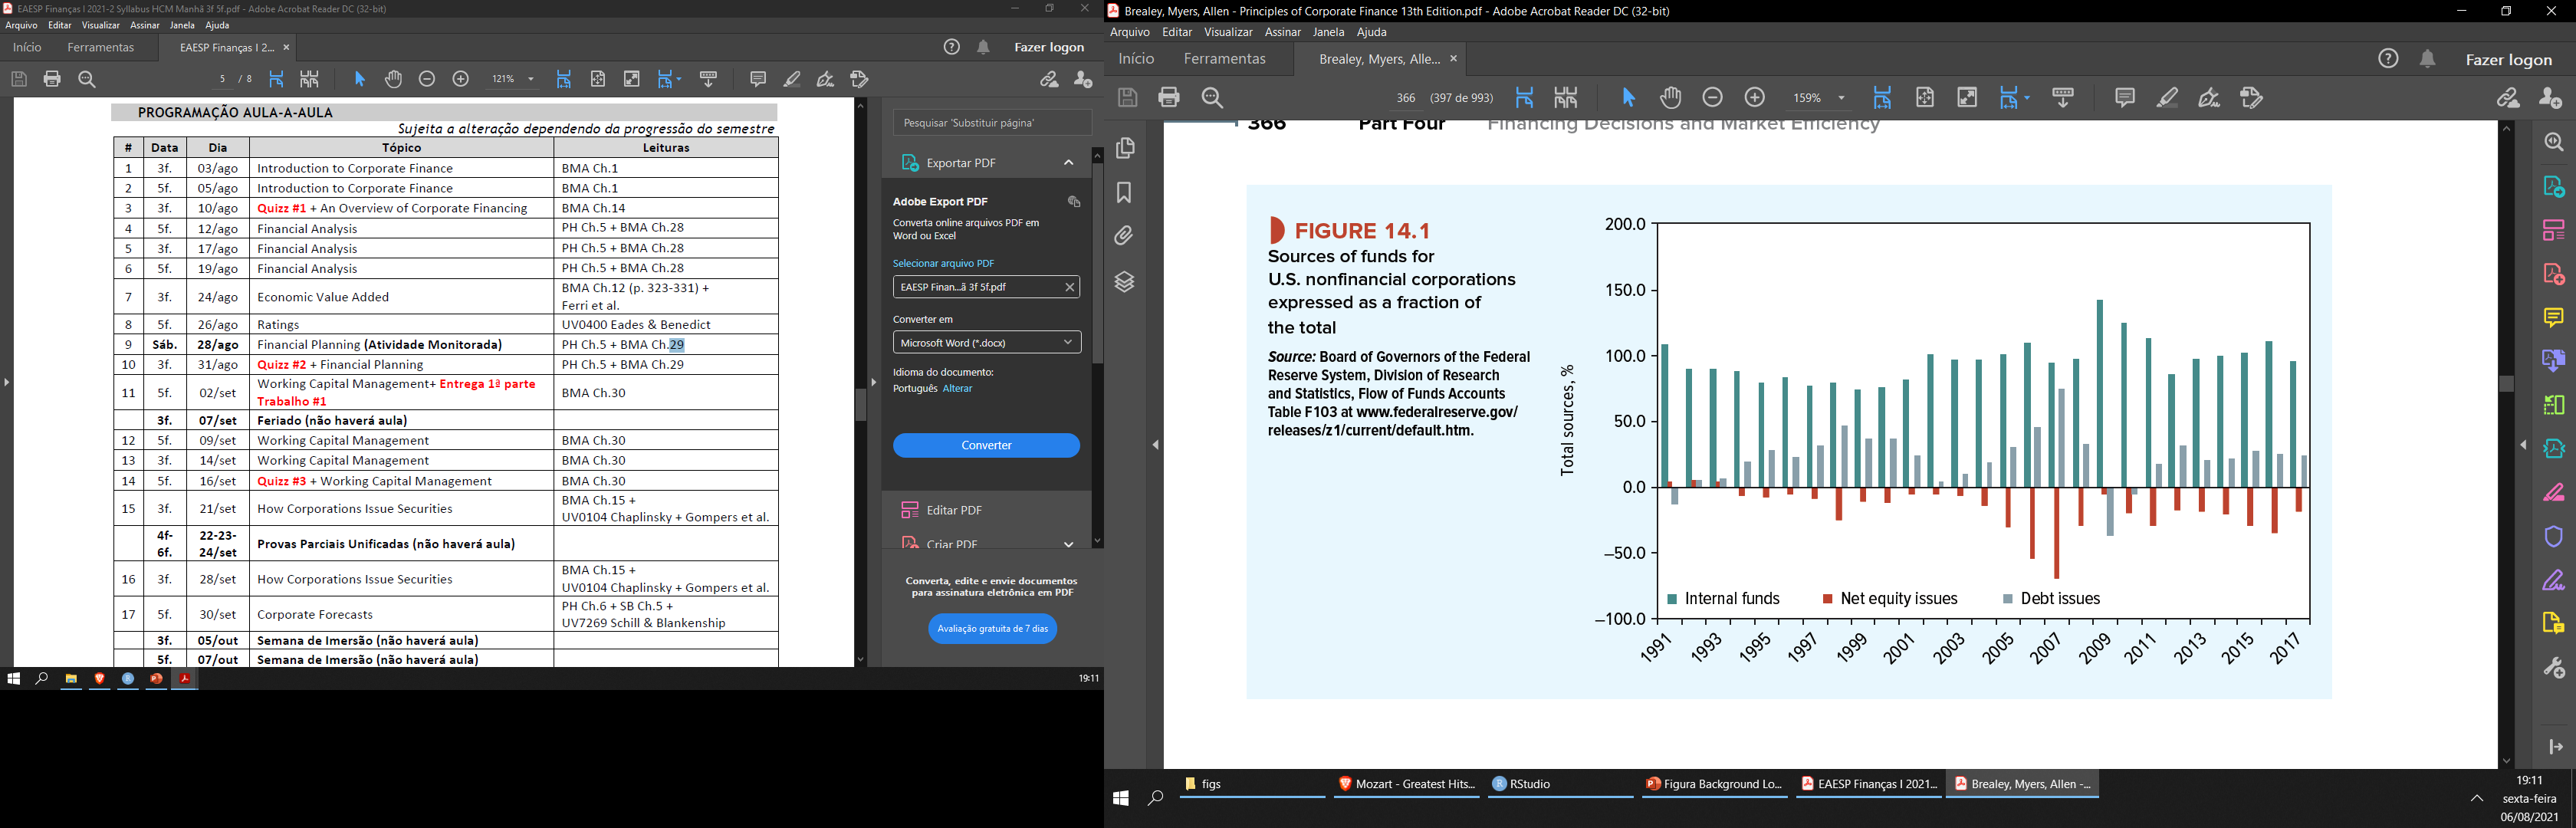 EAESP Finanças I 2021-2 Syllabus HCM Manhã 3f 5f.pdf - Adobe Acrobat Reader DC (32-bit)
Arquivo Editar Visualizar Assinar Janela Ajuda
Início Ferramentas EAESP Finanças I 2... × Fazer logon
5 / 8 121%
PROGRAMAÇÃO AULA-A-AULA
Sujeita a alteração dependendo da progressão do semestre
# Data Dia Tópico Leituras
1 3f. 03/ago Introduction to Corporate Finance BMA Ch.1
2 5f. 05/ago Introduction to Corporate Finance BMA Ch.1
3 3f. 10/ago Quizz #1 + An Overview of Corporate Financing BMA Ch.14
4 5f. 12/ago Financial Analysis PH Ch.5 + BMA Ch.28
5 3f. 17/ago Financial Analysis PH Ch.5 + BMA Ch.28
6 5f. 19/ago Financial Analysis PH Ch.5 + BMA Ch.28
7 3f. 24/ago Economic Value Added BMA Ch.12 (p. 323-331) +
Ferri et al.
8 5f. 26/ago Ratings UV0400 Eades & Benedict
9 Sáb. 28/ago Financial Planning (Atividade Monitorada) PH Ch.5 + BMA Ch.29
10 3f. 31/ago Quizz #2 + Financial Planning PH Ch.5 + BMA Ch.29
11 5f. 02/set Working Capital Management+ Entrega 1ª parte
Trabalho #1 BMA Ch.30
3f. 07/set Feriado (não haverá aula)
12 5f. 09/set Working Capital Management BMA Ch.30
13 3f. 14/set Working Capital Management BMA Ch.30
14 5f. 16/set Quizz #3 + Working Capital Management BMA Ch.30
15 3f. 21/set How Corporations Issue Securities BMA Ch.15 +
UV0104 Chaplinsky + Gompers et al.
4f- 22-23-
6f. 24/set Provas Parciais Unificadas (não haverá aula)
16 3f. 28/set How Corporations Issue Securities BMA Ch.15 +
UV0104 Chaplinsky + Gompers et al.
17 5f. 30/set Corporate Forecasts PH Ch.6 + SB Ch.5 +
UV7269 Schill & Blankenship
3f. 05/out Semana de Imersão (não haverá aula)
5f. 07/out Semana de Imersão (não haverá aula)
Pesquisar 'Substituir página'
Exportar PDF
Adobe Export PDF
Converta online arquivos PDF em
Word ou Excel
Selecionar arquivo PDF
EAESP Finan...ã 3f 5f.pdf
Converter em
Microsoft Word (*.docx)
Idioma do documento:
Português Alterar
Converter
Editar PDF
Criar PDF
Converta, edite e envie documentos
para assinatura eletrônica em PDF
Avaliação gratuita de 7 dias
19:11
Brealey, Myers, Allen - Principles of Corporate Finance 13th Edition.pdf - Adobe Acrobat Reader DC (32-bit)
Arquivo Editar Visualizar Assinar Janela Ajuda
Início Ferramentas Brealey, Myers, Alle... × Fazer logon
366 (397 de 993) 159%
366 Part Four Financing Decisions and Market Efficiency
FIGURE 14.1
Sources of funds for
U.S. nonfinancial corporations
expressed as a fraction of
the total
Source: Board of Governors of the Federal
Reserve System, Division of Research
and Statistics, Flow of Funds Accounts
Table F103 at www.federalreserve.gov/
releases/z1/current/default.htm.
Total sources, %
200.0
150.0
100.0
50.0
0.0
–50.0
–100.0
Internal funds Net equity issues Debt issues
1991 1993 1995 1997 1999 2001 2003 2005 2007 2009 2011 2013 2015 2017
figs Mozart - Greatest Hits... RStudio Figura Background Lo... EAESP Finanças I 2021... Brealey, Myers, Allen -...
19:11
sexta-feira
06/08/2021